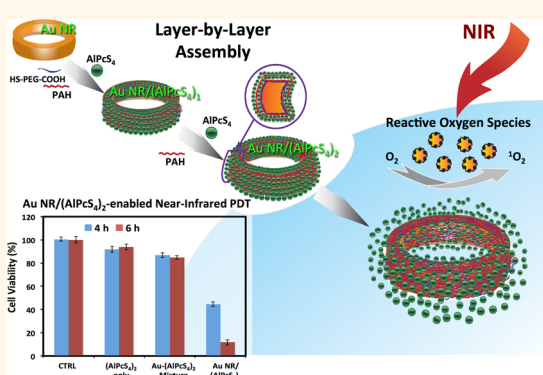 Au NR
Layer-by-Layer
Assembly
NIR
AlPcS₄
HS-PEG-COOH
PAH
Au NR/(AlPcS₄)₁
AlPcS₄
PAH
Au NR/(AlPcS₄)₂
Reactive Oxygen Species
O₂
¹O₂
Au NR/(AlPcS₄)₂-enabled Near-Infrared PDT
Cell Viability (%)
120
100
80
60
40
20
0
4 h
6 h
CTRL
(AlPcS₄)₂
only
Au-(AlPcS₄)₂
Mixture
Au NR/